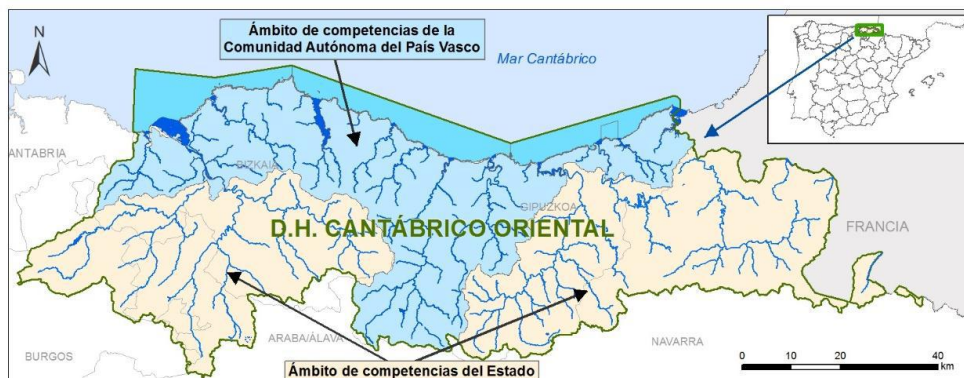 Ámbito de competencias de la
Comunidad Autónoma del País Vasco
N
Mar Cantábrico
ANTABRIA
BIZKAIA
GIPUZKOA
D.H. CANTÁBRICO ORIENTAL
FRANCIA
ARABA/ÁLAVA
NAVARRA
BURGOS
Ámbito de competencias del Estado
0 10 20 40
km